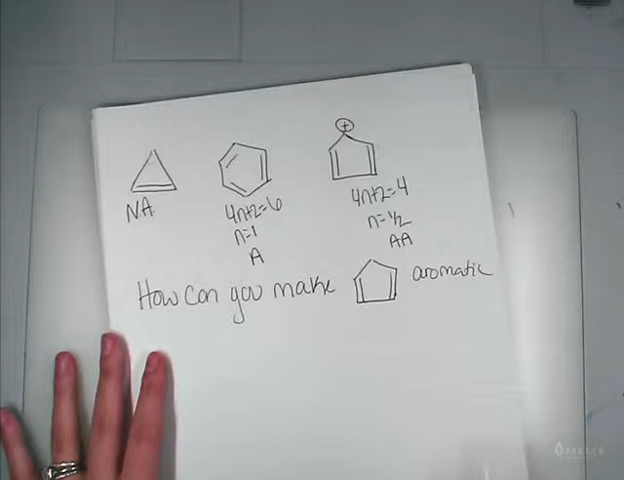 +
NA
4n+2=6
n=1
A
4n+2=4
n=1/2
AA
How can you make aromatic